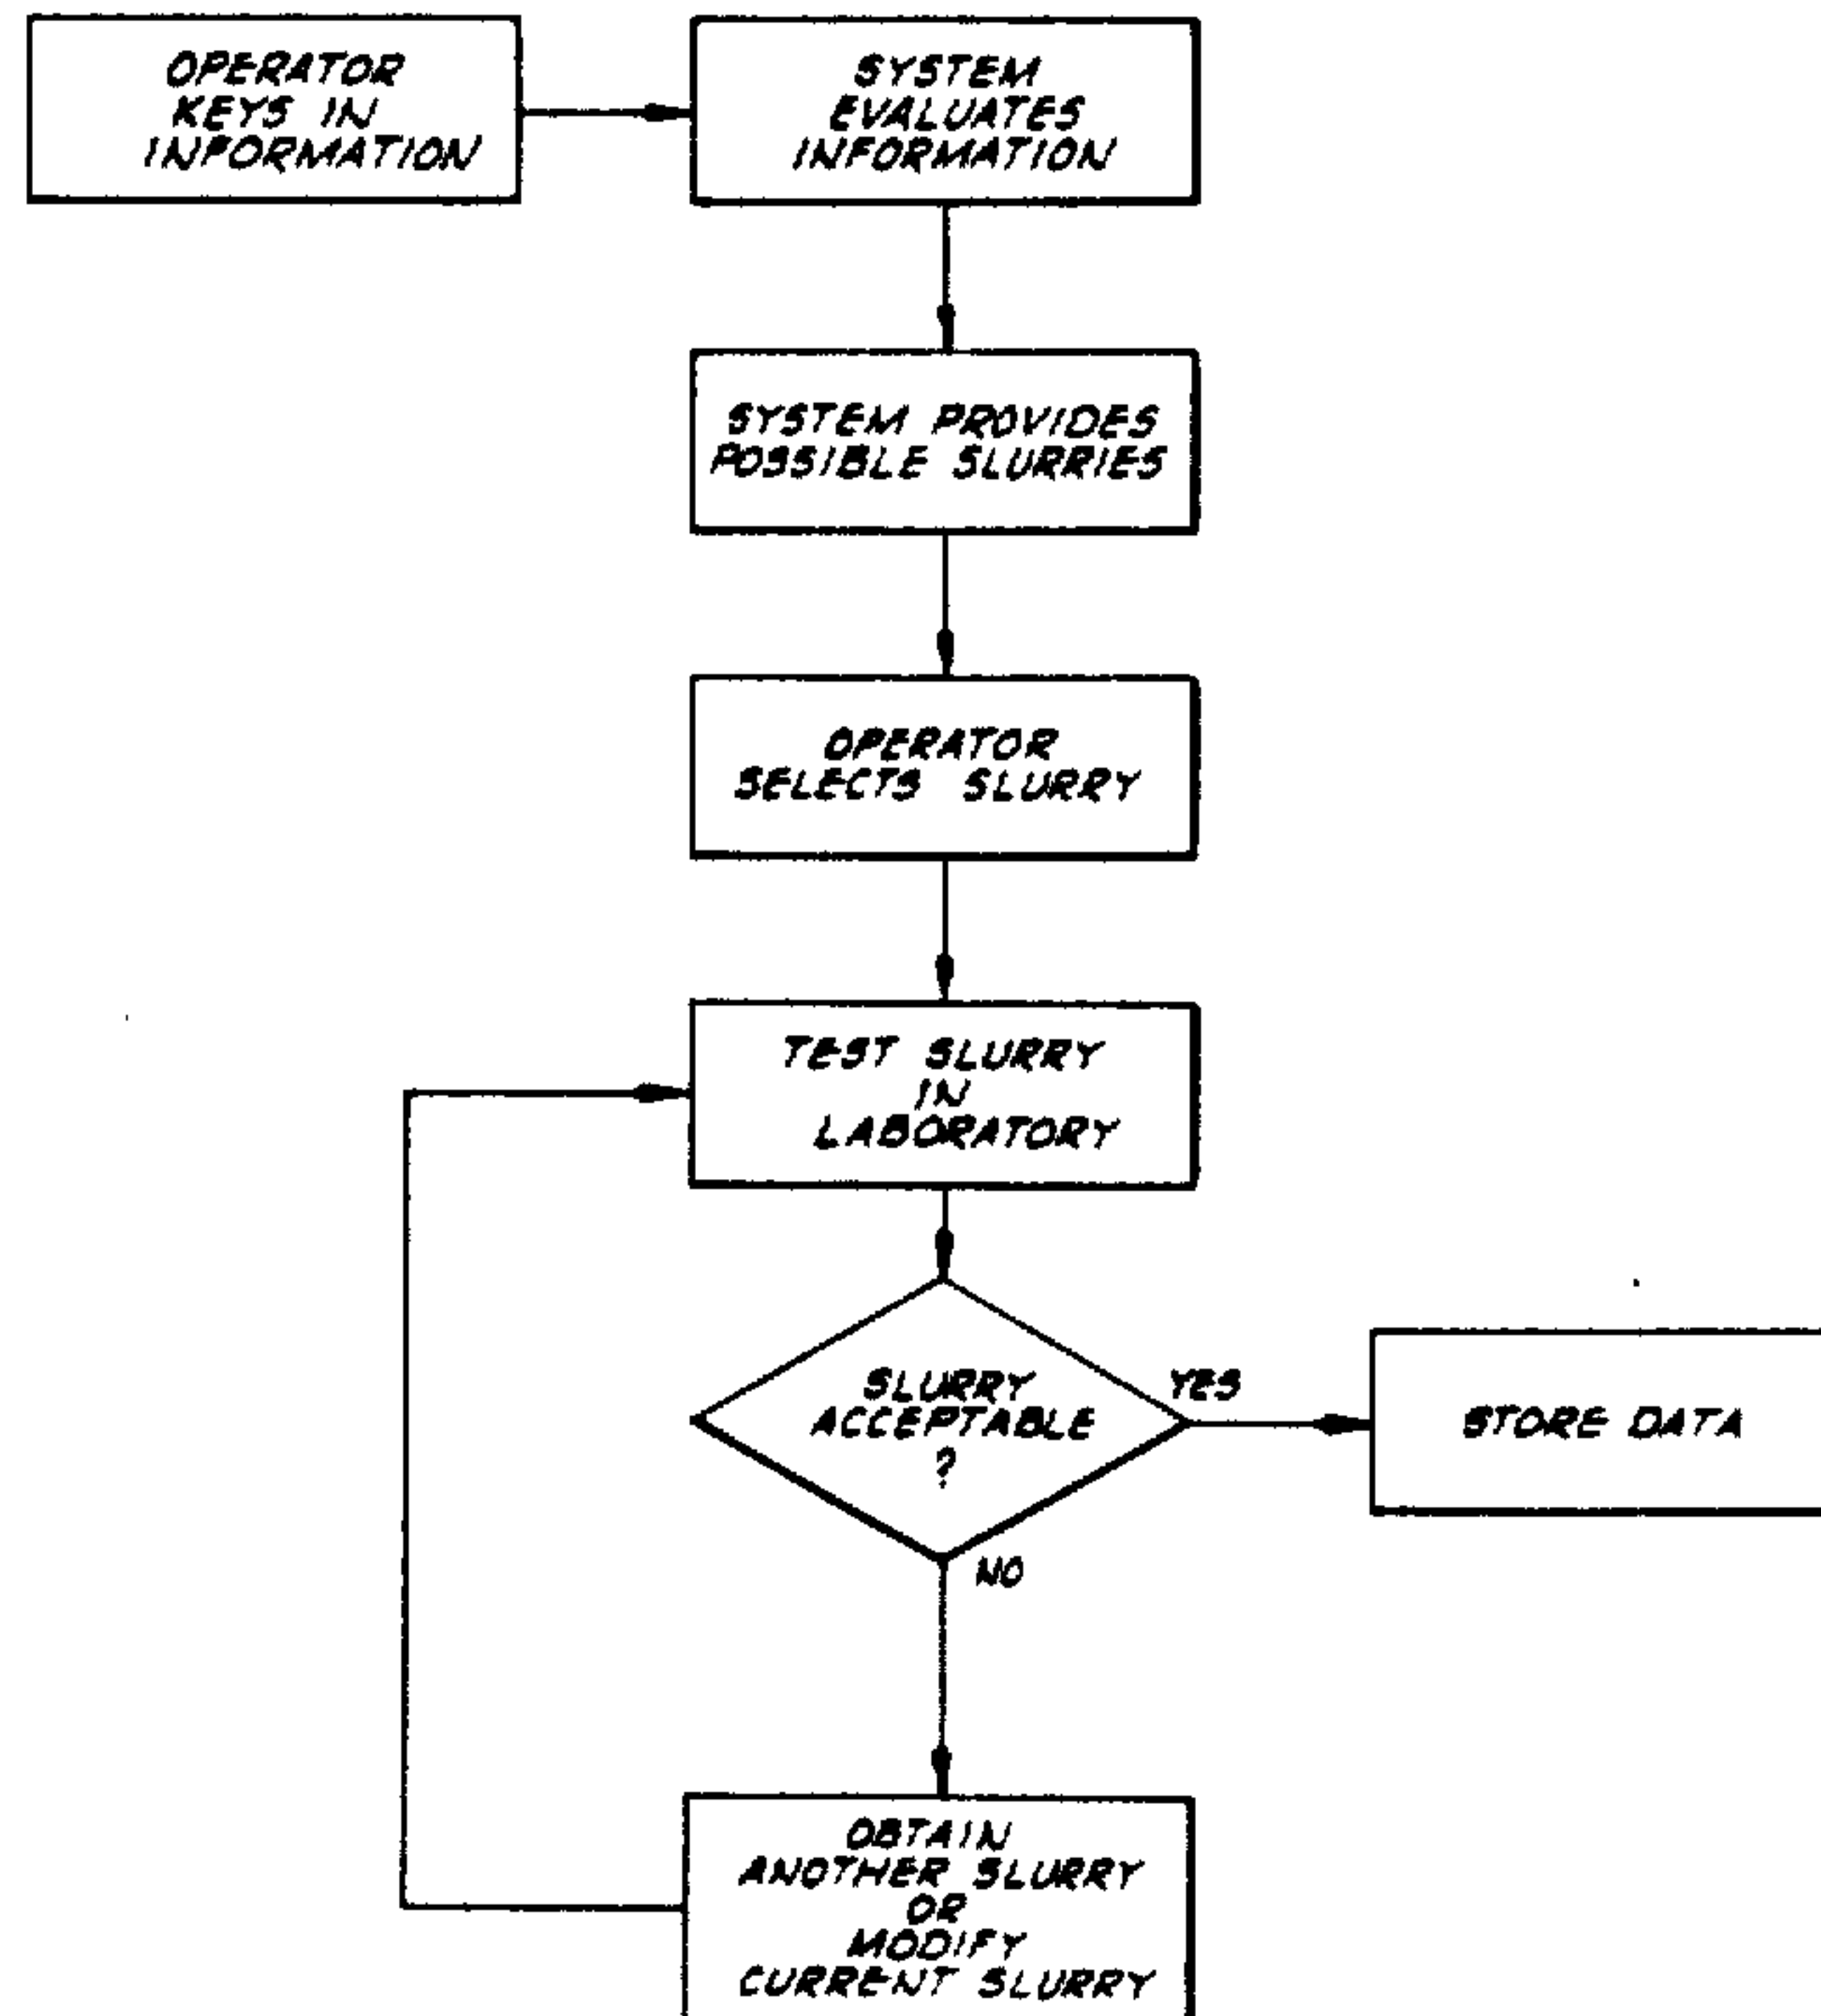 OPERATOR
KEYS IN
INFORMATION
SYSTEM
EVALUATES
INFORMATION
SYSTEM PROVIDES
POSSIBLE SLURRIES
OPERATOR
SELECTS SLURRY
TEST SLURRY
IN
LABORATORY
SLURRY
ACCEPTABLE
?
YES
STORE DATA
NO
OBTAIN
ANOTHER SLURRY
OR
MODIFY
CURRENT SLURRY